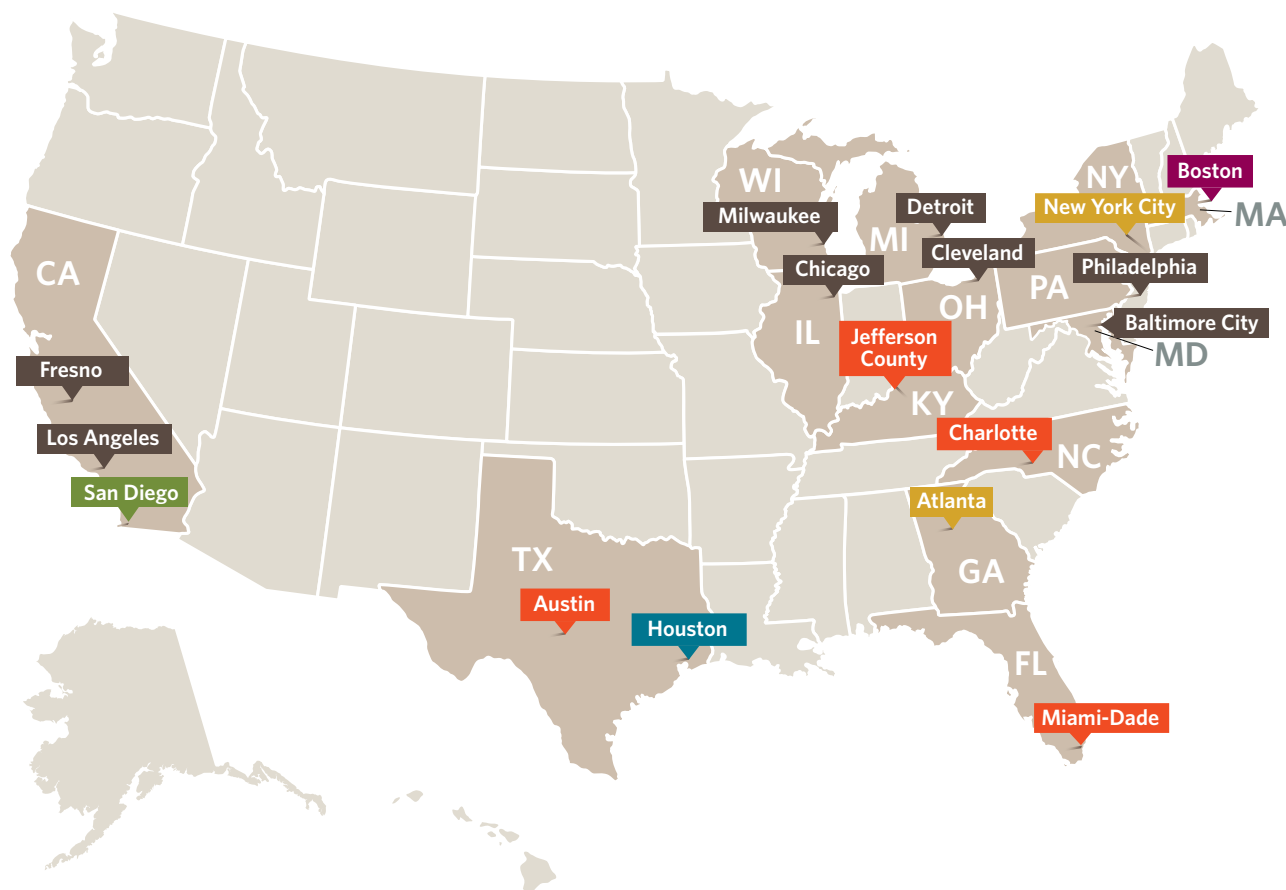 WI
NY
Boston
Milwaukee
Detroit
New York City
MA
MI
Cleveland
CA
Chicago
PA
Philadelphia
OH
IL
Baltimore City
Jefferson
County
MD
Fresno
KY
Los Angeles
Charlotte
NC
San Diego
Atlanta
TX
GA
Austin
Houston
FL
Miami-Dade